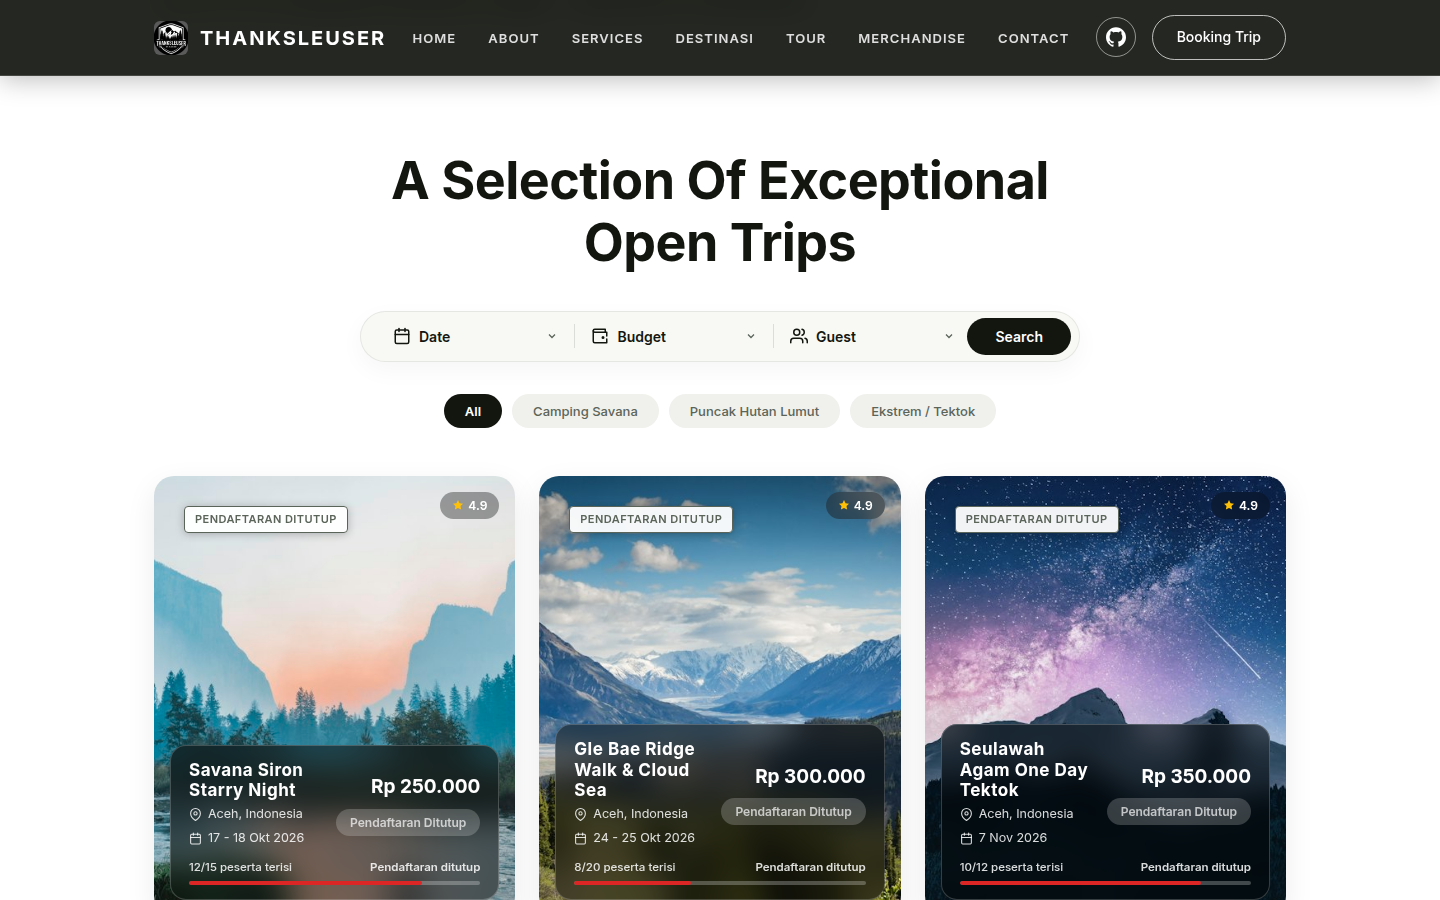 THANKSLEUSER
HOME
ABOUT
SERVICES
DESTINASI
TOUR
MERCHANDISE
CONTACT
Booking Trip
A Selection Of Exceptional
Open Trips
Date
Budget
Guest
Search
All
Camping Savana
Puncak Hutan Lumut
Ekstrem / Tektok
PENDAFTARAN DITUTUP
4.9
Savana Siron
Starry Night
Rp 250.000
Aceh, Indonesia
Pendaftaran Ditutup
17 - 18 Okt 2026
12/15 peserta terisi
Pendaftaran ditutup
PENDAFTARAN DITUTUP
4.9
Gle Bae Ridge
Walk & Cloud
Sea
Rp 300.000
Aceh, Indonesia
Pendaftaran Ditutup
24 - 25 Okt 2026
8/20 peserta terisi
Pendaftaran ditutup
PENDAFTARAN DITUTUP
4.9
Seulawah
Agam One Day
Tektok
Rp 350.000
Aceh, Indonesia
Pendaftaran Ditutup
7 Nov 2026
10/12 peserta terisi
Pendaftaran ditutup